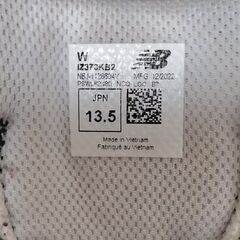 W
IZ373KB2
MFG 12/2022
JPN
13.5
Made in Vietnam
Fabriqué au Vietnam